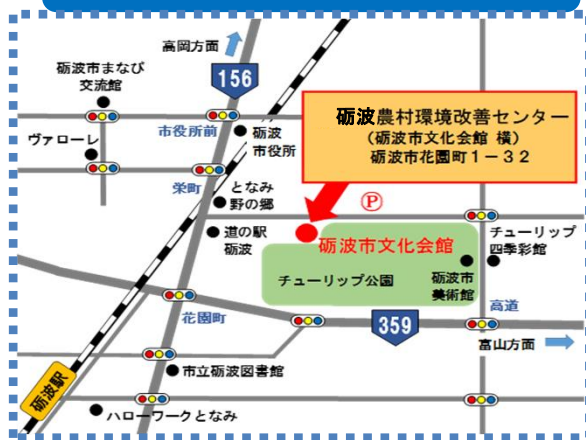 高岡方面
156
砺波市まなび
交流館
砺波農村環境改善センター
（砺波市文化会館 横）
砺波市花園町１－３２
市役所前
砺波
市役所
ヴァローレ
栄町
となみ
野の郷
Ｐ
道の駅
砺波
砺波市文化会館
チューリップ
四季彩館
チューリップ公園
砺波市
美術館
花園町
高道
359
富山方面
市立砺波図書館
砺波駅
ハローワークとなみ